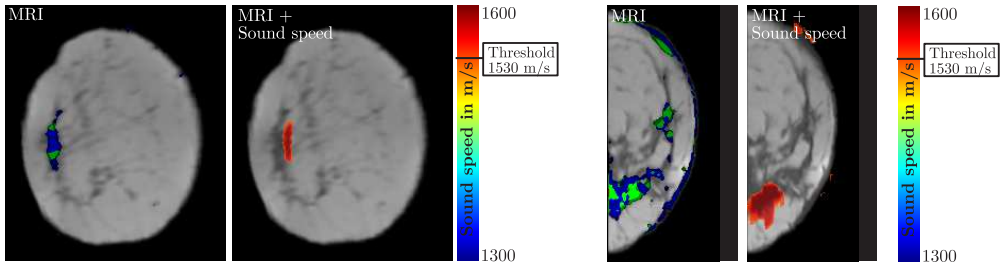 MRI
MRI +
Sound speed
1600
Threshold
1530 m/s
Sound speed in m/s
1300
MRI
MRI +
Sound speed
1600
Threshold
1530 m/s
Sound speed in m/s
1300